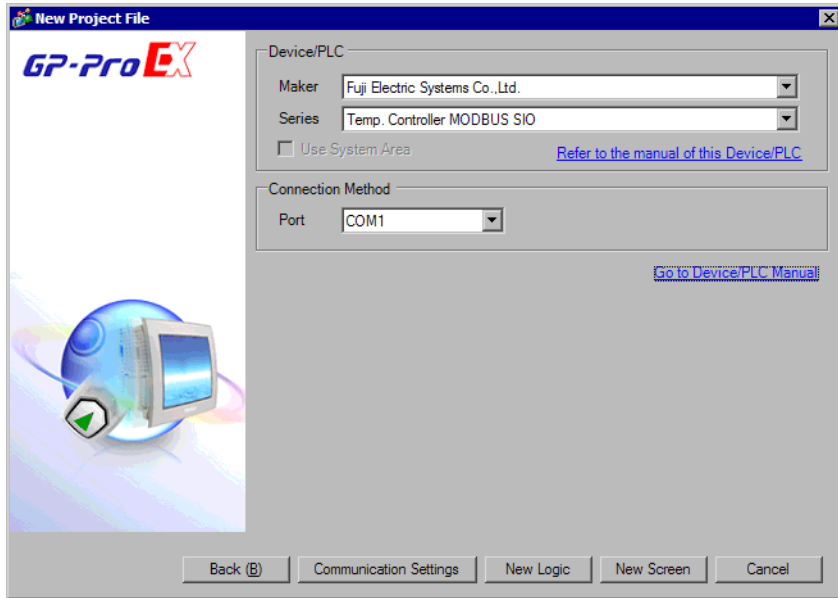 New Project File
GP-Pro EX
Device/PLC
Maker Fuji Electric Systems Co.,Ltd.
Series Temp. Controller MODBUS SIO
Use System Area Refer to the manual of this Device/PLC
Connection Method
Port COM1
Go to Device/PLC Manual
Back (B) Communication Settings New Logic New Screen Cancel